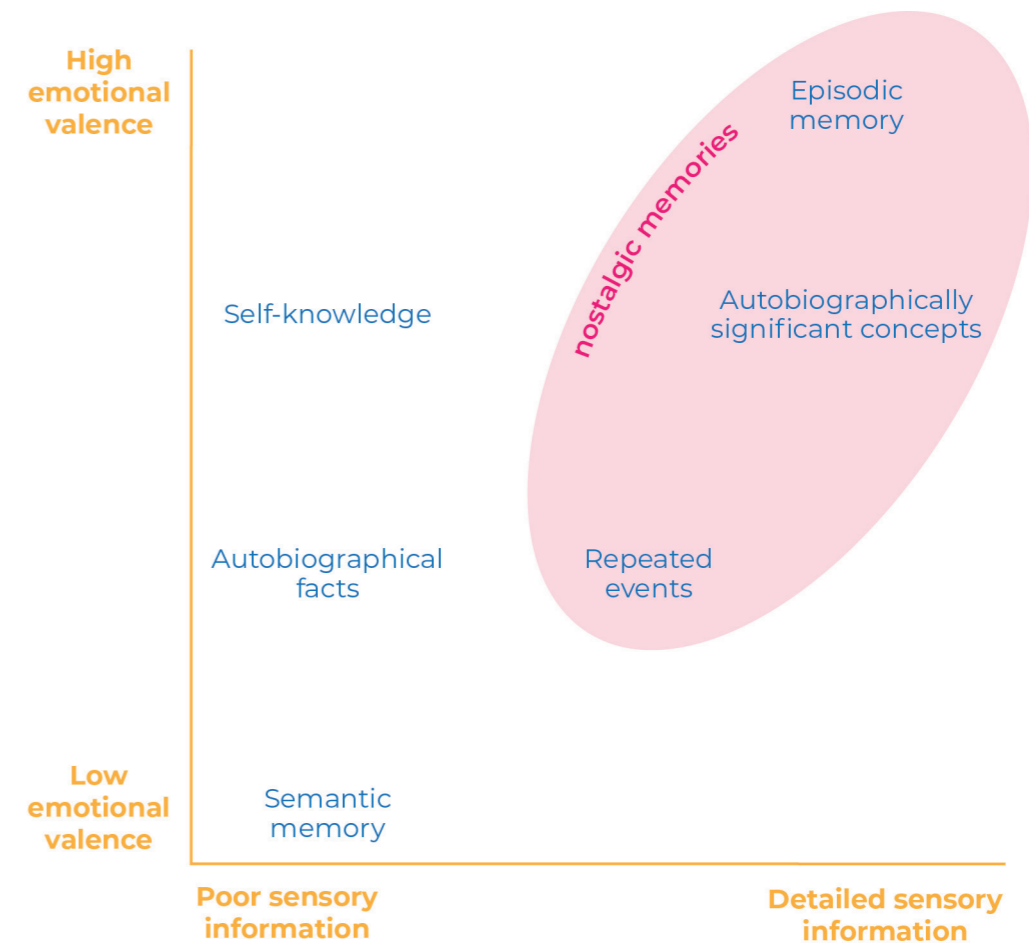 High
emotional
valence
Episodic
memory
nostalgic memories
Self-knowledge
Autobiographically
significant concepts
Autobiographical
facts
Repeated
events
Low
emotional
valence
Semantic
memory
Poor sensory
information
Detailed sensory
information